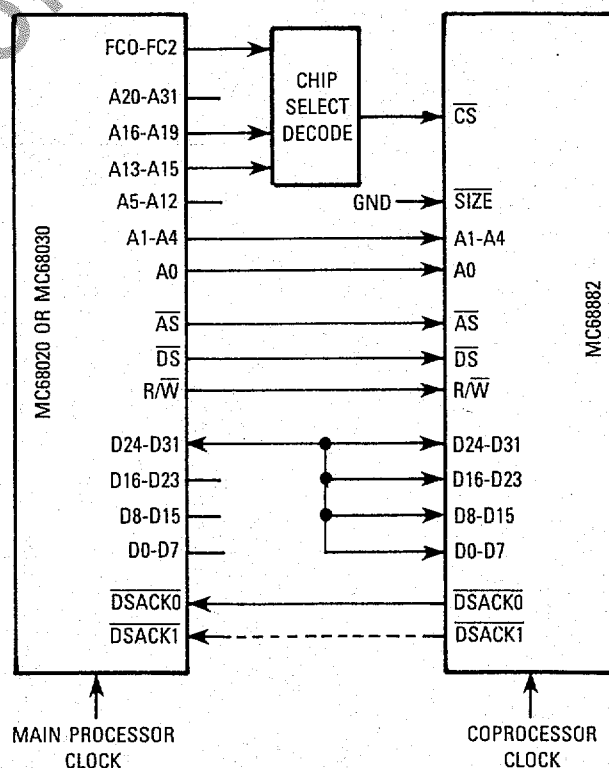 FC0-FC2
A20-A31
A16-A19
A13-A15
A5-A12
A1-A4
A0
AS
DS
R/W
D24-D31
D16-D23
D8-D15
D0-D7
DSACK0
DSACK1
MC68020 OR MC68030
CHIP
SELECT
DECODE
GND
CS
SIZE
A1-A4
A0
AS
DS
R/W
D24-D31
D16-D23
D8-D15
D0-D7
DSACK0
DSACK1
MC68882
MAIN PROCESSOR
CLOCK
COPROCESSOR
CLOCK